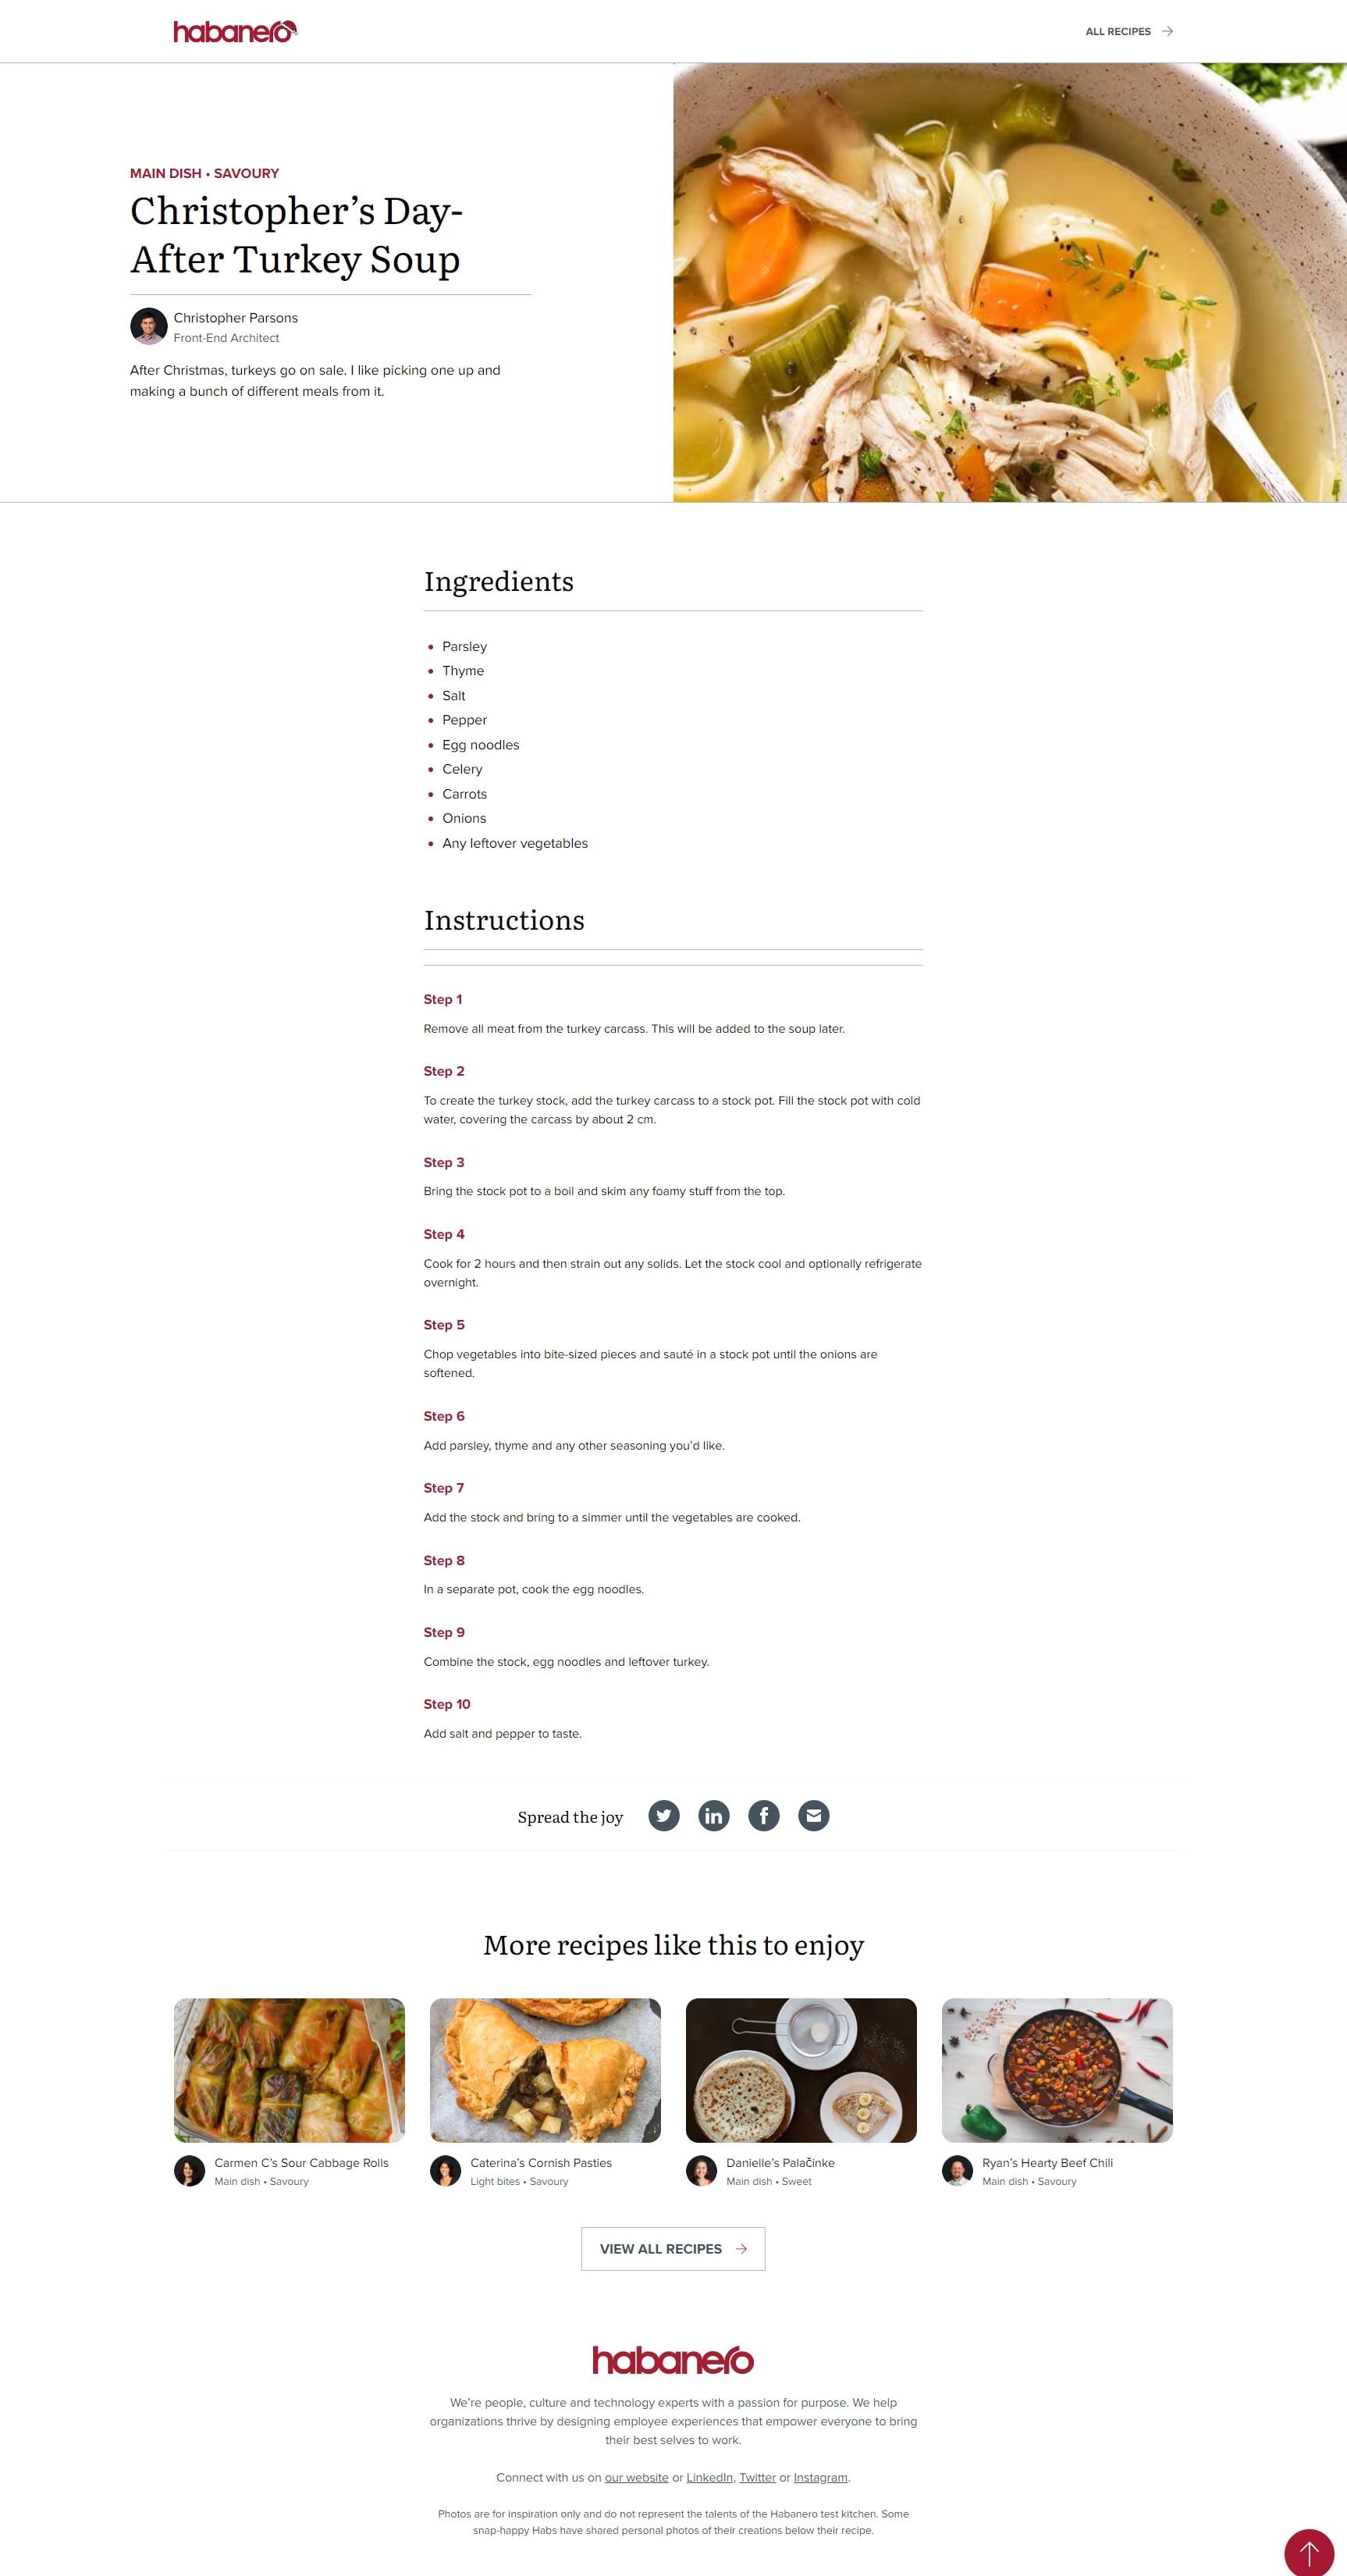 habanero
ALL RECIPES
MAIN DISH • SAVOURY
Christopher’s Day-
After Turkey Soup
Christopher Parsons
Front-End Architect
After Christmas, turkeys go on sale. I like picking one up and
making a bunch of different meals from it.
Ingredients
Parsley
Thyme
Salt
Pepper
Egg noodles
Celery
Carrots
Onions
Any leftover vegetables
Instructions
Step 1
Remove all meat from the turkey carcass. This will be added to the soup later.
Step 2
To create the turkey stock, add the turkey carcass to a stock pot. Fill the stock pot with cold
water, covering the carcass by about 2 cm.
Step 3
Bring the stock pot to a boil and skim any foamy stuff from the top.
Step 4
Cook for 2 hours and then strain out any solids. Let the stock cool and optionally refrigerate
overnight.
Step 5
Chop vegetables into bite-sized pieces and sauté in a stock pot until the onions are
softened.
Step 6
Add parsley, thyme and any other seasoning you’d like.
Step 7
Add the stock and bring to a simmer until the vegetables are cooked.
Step 8
In a separate pot, cook the egg noodles.
Step 9
Combine the stock, egg noodles and leftover turkey.
Step 10
Add salt and pepper to taste.
Spread the joy
More recipes like this to enjoy
Carmen C’s Sour Cabbage Rolls
Main dish • Savoury
Caterina’s Cornish Pasties
Light bites • Savoury
Danielle’s Palačinke
Main dish • Sweet
Ryan’s Hearty Beef Chili
Main dish • Savoury
VIEW ALL RECIPES
habanero
We’re people, culture and technology experts with a passion for purpose. We help
organizations thrive by designing employee experiences that empower everyone to bring
their best selves to work.
Connect with us on our website or LinkedIn, Twitter or Instagram.
Photos are for inspiration only and do not represent the talents of the Habanero test kitchen. Some
snap-happy Habs have shared personal photos of their creations below their recipe.